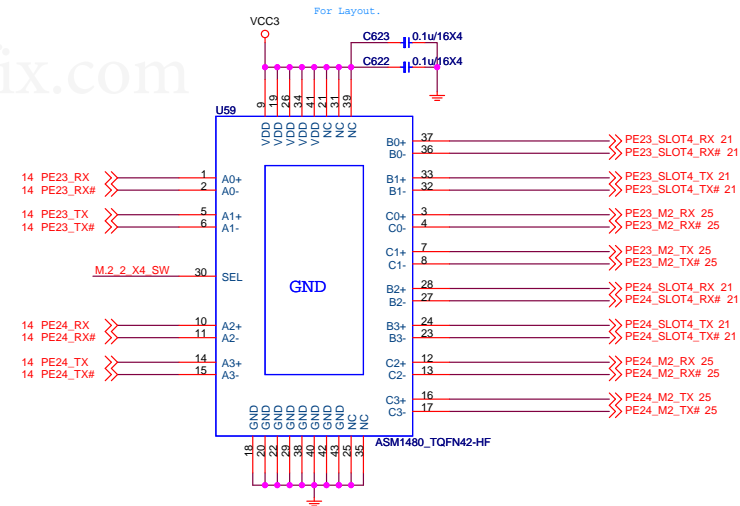 For Layout.
VCC3
C623 0.1u/16X4
C622 0.1u/16X4
ix.com
U59
9 19 26 34 41 21 31 39
VDD VDD VDD VDD VDD NC NC NC
14 PE23_RX 1 A0+
14 PE23_RX# 2 A0-
14 PE23_TX 5 A1+
14 PE23_TX# 6 A1-
M.2_2_X4_SW 30 SEL
14 PE24_RX 10 A2+
14 PE24_RX# 11 A2-
14 PE24_TX 14 A3+
14 PE24_TX# 15 A3-
GND
B0+ 37 PE23_SLOT4_RX 21
B0- 36 PE23_SLOT4_RX# 21
B1+ 33 PE23_SLOT4_TX 21
B1- 32 PE23_SLOT4_TX# 21
C0+ 3 PE23_M2_RX 25
C0- 4 PE23_M2_RX# 25
C1+ 7 PE23_M2_TX 25
C1- 8 PE23_M2_TX# 25
B2+ 28 PE24_SLOT4_RX 21
B2- 27 PE24_SLOT4_RX# 21
B3+ 24 PE24_SLOT4_TX 21
B3- 23 PE24_SLOT4_TX# 21
C2+ 12 PE24_M2_RX 25
C2- 13 PE24_M2_RX# 25
C3+ 16 PE24_M2_TX 25
C3- 17 PE24_M2_TX# 25
GND GND GND GND GND GND GND GND NC NC
18 20 22 29 38 40 42 43 25 35
ASM1480_TQFN42-HF